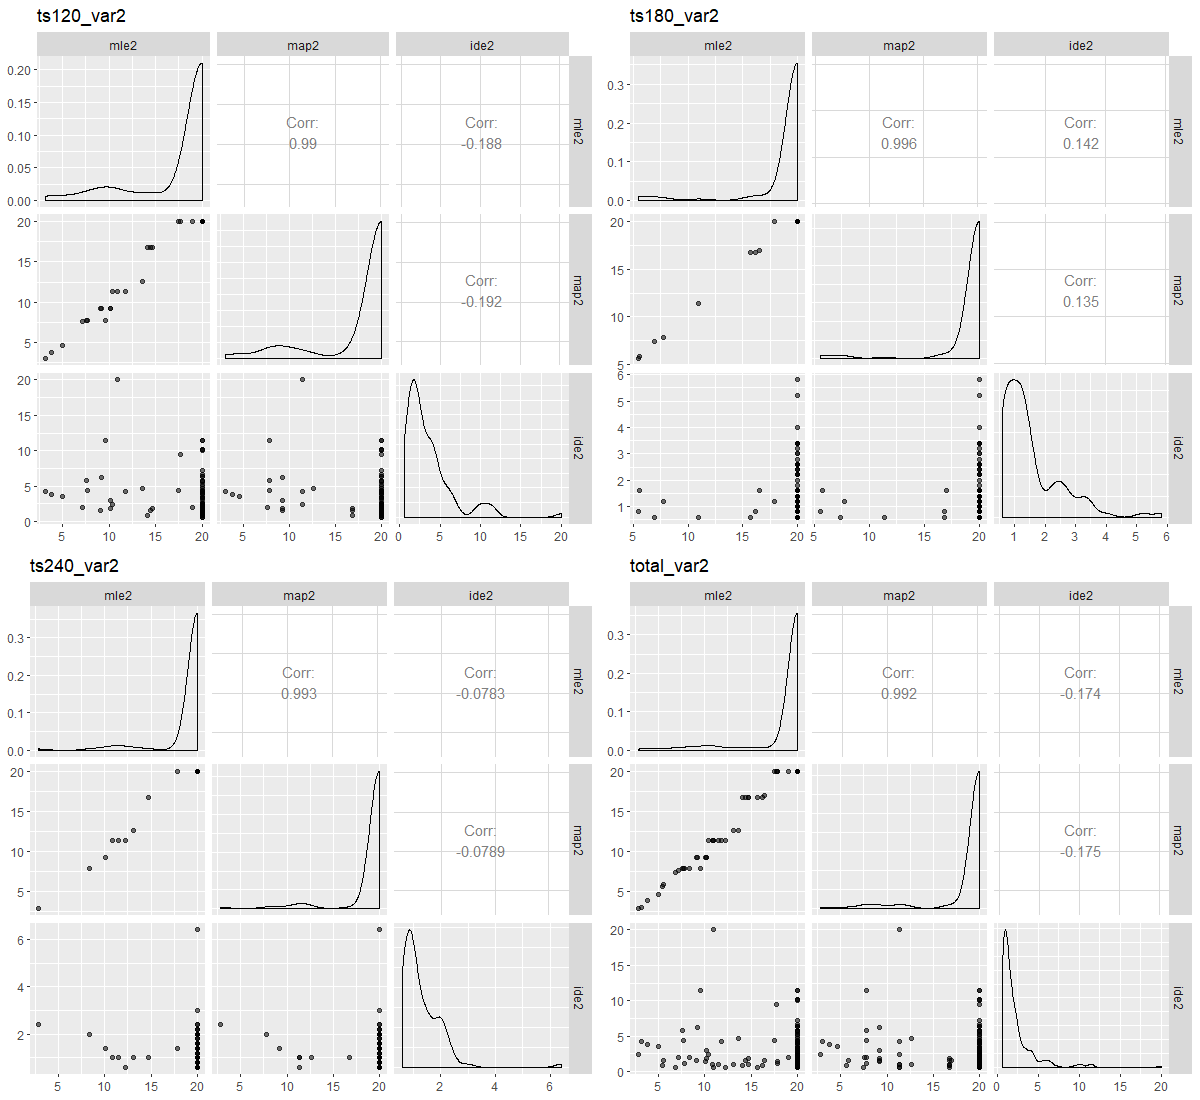 ts120_var2
mle2 map2 ide2
0.20
0.15
0.10
0.05
0.00
Corr:
0.99
Corr:
-0.188
mle2
20
15
10
5
Corr:
-0.192
map2
20
15
10
5
0
ide2
5 10 15 20
5 10 15 20
0 5 10 15 20
ts180_var2
mle2 map2 ide2
0.3
0.2
0.1
0.0
Corr:
0.996
Corr:
0.142
mle2
20
15
10
5
Corr:
0.135
map2
6
5
4
3
2
1
ide2
5 10 15 20
5 10 15 20
1 2 3 4 5 6
ts240_var2
mle2 map2 ide2
0.3
0.2
0.1
0.0
Corr:
0.993
Corr:
-0.0783
mle2
20
15
10
5
Corr:
-0.0789
map2
6
4
2
ide2
5 10 15 20
5 10 15 20
2 4 6
total_var2
mle2 map2 ide2
0.3
0.2
0.1
0.0
Corr:
0.992
Corr:
-0.174
mle2
20
15
10
5
Corr:
-0.175
map2
20
15
10
5
0
ide2
5 10 15 20
5 10 15 20
0 5 10 15 20